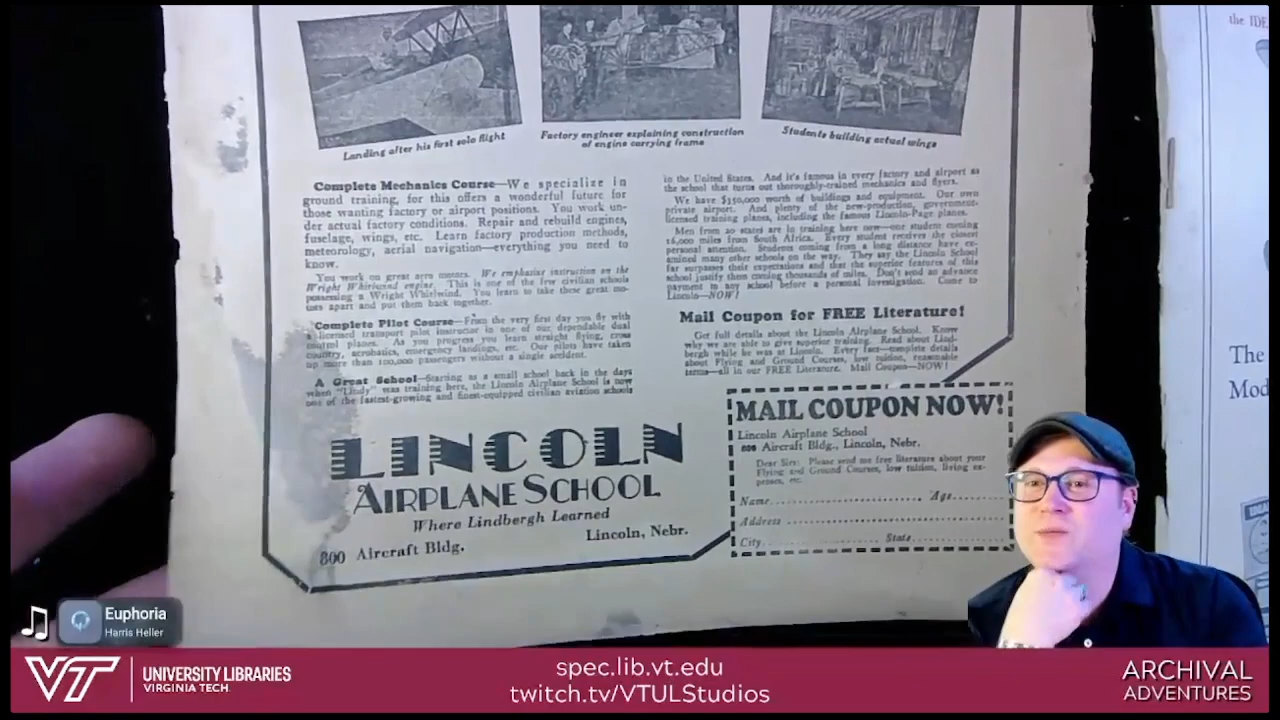 the IDE
Landing after his first solo flight
Factory engineer explaining construction
of engine carrying frame
Students building actual wings
Complete Mechanics Course—We specialize in
ground training, for this offers a wonderful future for
those wanting factory or airport positions. You work un-
der actual factory conditions. Repair and rebuild engines,
fuselage, wings, etc. Learn factory production methods,
meteorology, aerial navigation—everything you need to
know.
You work on great aero motors. We emphasize instruction on the
Wright Whirlwind engine. This is one of the few civilian schools
possessing a Wright Whirlwind. You learn to take these great mo-
tors apart and put them back together.
Complete Pilot Course—From the very first day you fly with
a licensed transport pilot instructor in one of our dependable dual
control planes. As you progress you learn straight flying, cross
country, acrobatics, emergency landings, etc. Our pilots have taken
up more than 100,000 passengers without a single accident.
A Great School—Starting as a small school back in the days
when "Lindy" was training here, the Lincoln Airplane School is now
one of the fastest-growing and finest-equipped civilian aviation schools
in the United States. And it's famous in every factory and airport as
the school that turns out thoroughly-trained mechanics and flyers.
We have $350,000 worth of buildings and equipment. Our own
private airport. And plenty of the new-production, government-
licensed training planes, including the famous Lincoln-Page planes.
Men from 20 states are in training here now—one student coming
16,000 miles from South Africa. Every student receives the closest
personal attention. Students coming from a long distance have ex-
amined many other schools on the way. They say the Lincoln School
far surpasses their expectations and that the superior features of this
school justify them coming thousands of miles. Don't send an advance
payment to any school before a personal investigation. Come to
Lincoln—NOW!
Mail Coupon for FREE Literature!
Get full details about the Lincoln Airplane School. Know
why we are able to give superior training. Read about Lind-
bergh while he was at Lincoln. Every fact—complete details
about Flying and Ground Courses, low tuition, reasonable
terms—all in our FREE Literature. Mail Coupon—NOW!
LINCOLN
AIRPLANE SCHOOL
Where Lindbergh Learned
800 Aircraft Bldg. Lincoln, Nebr.
MAIL COUPON NOW!
Lincoln Airplane School
800 Aircraft Bldg., Lincoln, Nebr.
Dear Sirs: Please send me free literature about your
Flying and Ground Courses, low tuition, living ex-
penses, etc.
Name Age
Address
City State
The
Mod
Euphoria
Harris Heller
VT UNIVERSITY LIBRARIES
VIRGINIA TECH.
spec.lib.vt.edu
twitch.tv/VTULStudios
ARCHIVAL
ADVENTURES